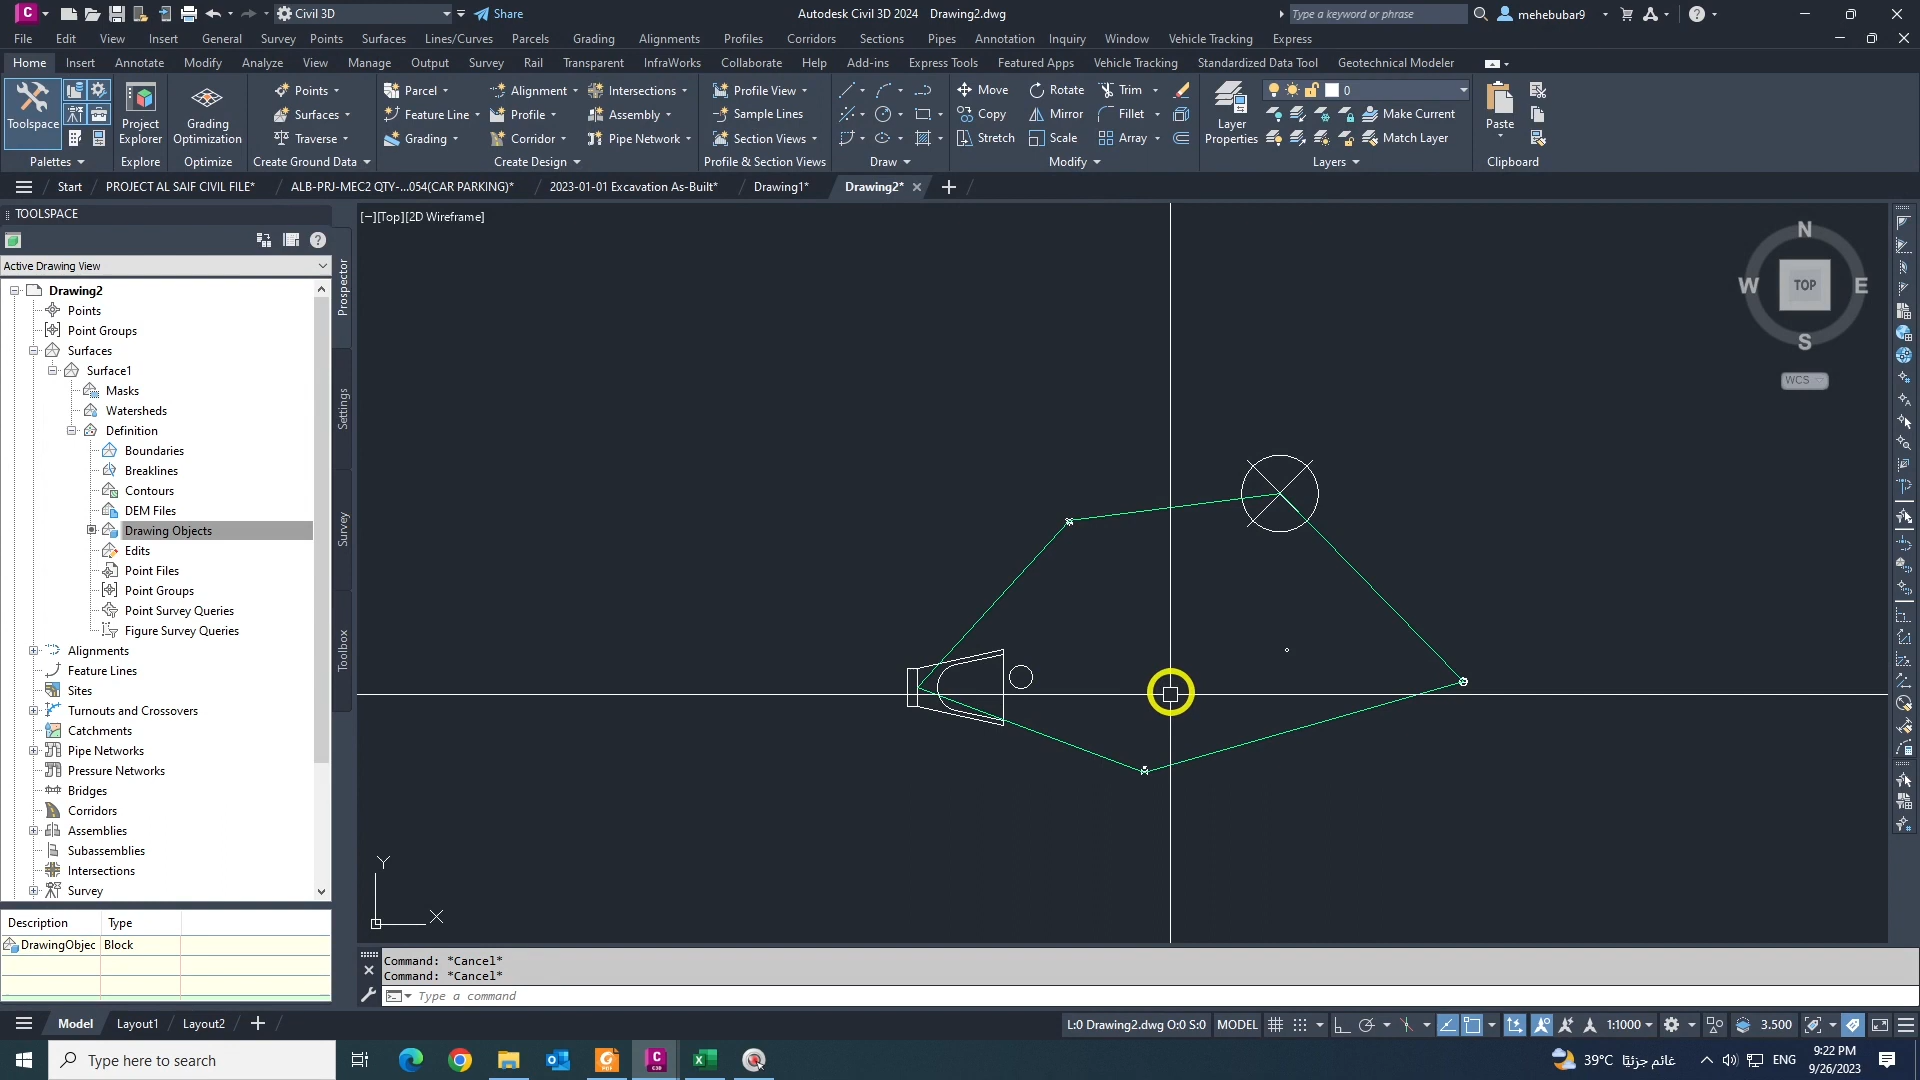 C Civil 3D Share Autodesk Civil 3D 2024 Drawing2.dwg Type a keyword or phrase mehebubar9
File Edit View Insert General Survey Points Surfaces Lines/Curves Parcels Grading Alignments Profiles Corridors Sections Pipes Annotation Inquiry Window Vehicle Tracking Express
Home Insert Annotate Modify Analyze View Manage Output Survey Rail Transparent InfraWorks Collaborate Help Add-ins Express Tools Featured Apps Vehicle Tracking Standardized Data Tool Geotechnical Modeler
Points Parcel Alignment Intersections Profile View Move Rotate Trim 0
Toolspace Project Explorer Grading Optimization Surfaces Feature Line Profile Assembly Sample Lines Copy Mirror Fillet Layer Properties Make Current Paste
Traverse Grading Corridor Pipe Network Section Views Stretch Scale Array Match Layer
Palettes Explore Optimize Create Ground Data Create Design Profile & Section Views Draw Modify Layers Clipboard
Start PROJECT AL SAIF CIVIL FILE* ALB-PRJ-MEC2 QTY-...054(CAR PARKING)* 2023-01-01 Excavation As-Built* Drawing1* Drawing2*
TOOLSPACE
[−][Top][2D Wireframe]
Active Drawing View
Drawing2
Points
Point Groups
Surfaces
Surface1
Masks
Watersheds
Definition
Boundaries
Breaklines
Contours
DEM Files
Drawing Objects
Edits
Point Files
Point Groups
Point Survey Queries
Figure Survey Queries
Alignments
Feature Lines
Sites
Turnouts and Crossovers
Catchments
Pipe Networks
Pressure Networks
Bridges
Corridors
Assemblies
Subassemblies
Intersections
Survey
Prospector
Settings
Survey
Toolbox
Description Type
DrawingObjec Block
N
W TOP E
S
WCS
Y
X
Command: *Cancel*
Command: *Cancel*
Type a command
Model Layout1 Layout2 L:0 Drawing2.dwg O:0 S:0 MODEL 1:1000 3.500
Type here to search 39°C غائم جزئيًا ENG 9:22 PM
9/26/2023